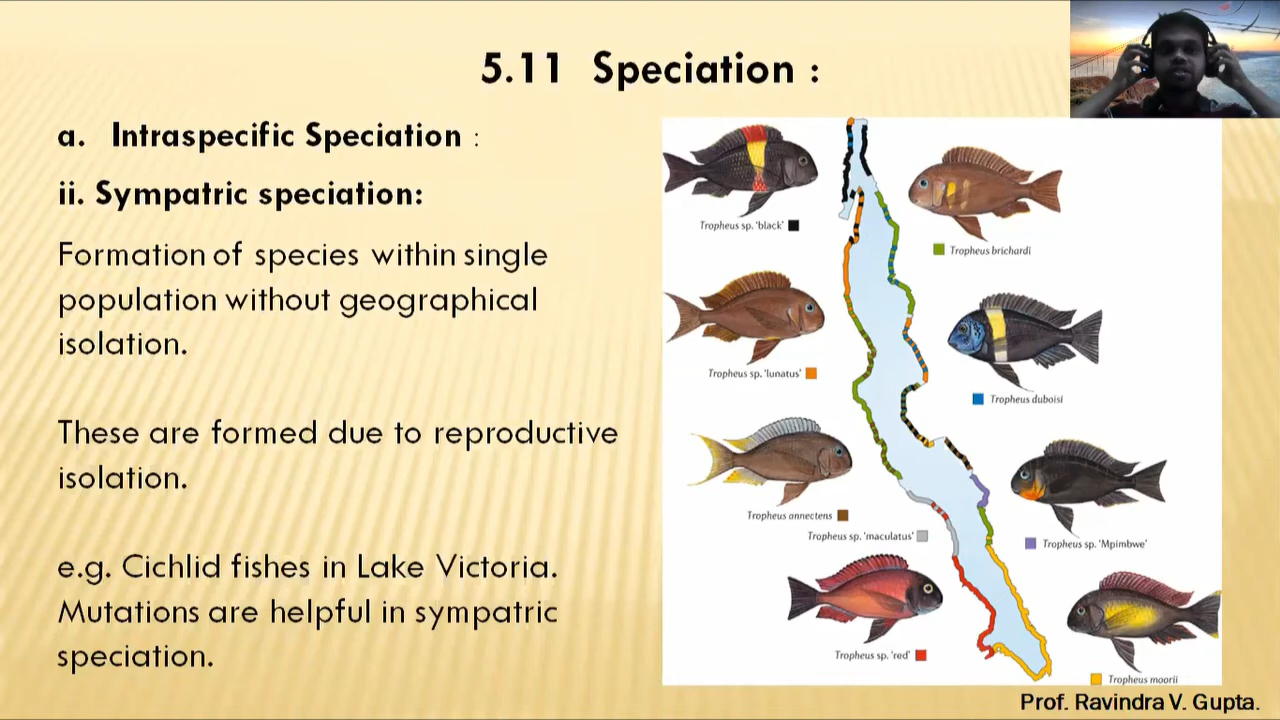 5.11 Speciation :
a. Intraspecific Speciation :
ii. Sympatric speciation:
Formation of species within single
population without geographical
isolation.
These are formed due to reproductive
isolation.
e.g. Cichlid fishes in Lake Victoria.
Mutations are helpful in sympatric
speciation.
Tropheus sp. 'black'
Tropheus brichardi
Tropheus sp. 'lunatus'
Tropheus duboisi
Tropheus annectens
Tropheus sp. 'maculatus'
Tropheus sp. 'Mpimbwe'
Tropheus sp. 'red'
Tropheus moorii
Prof. Ravindra V. Gupta.